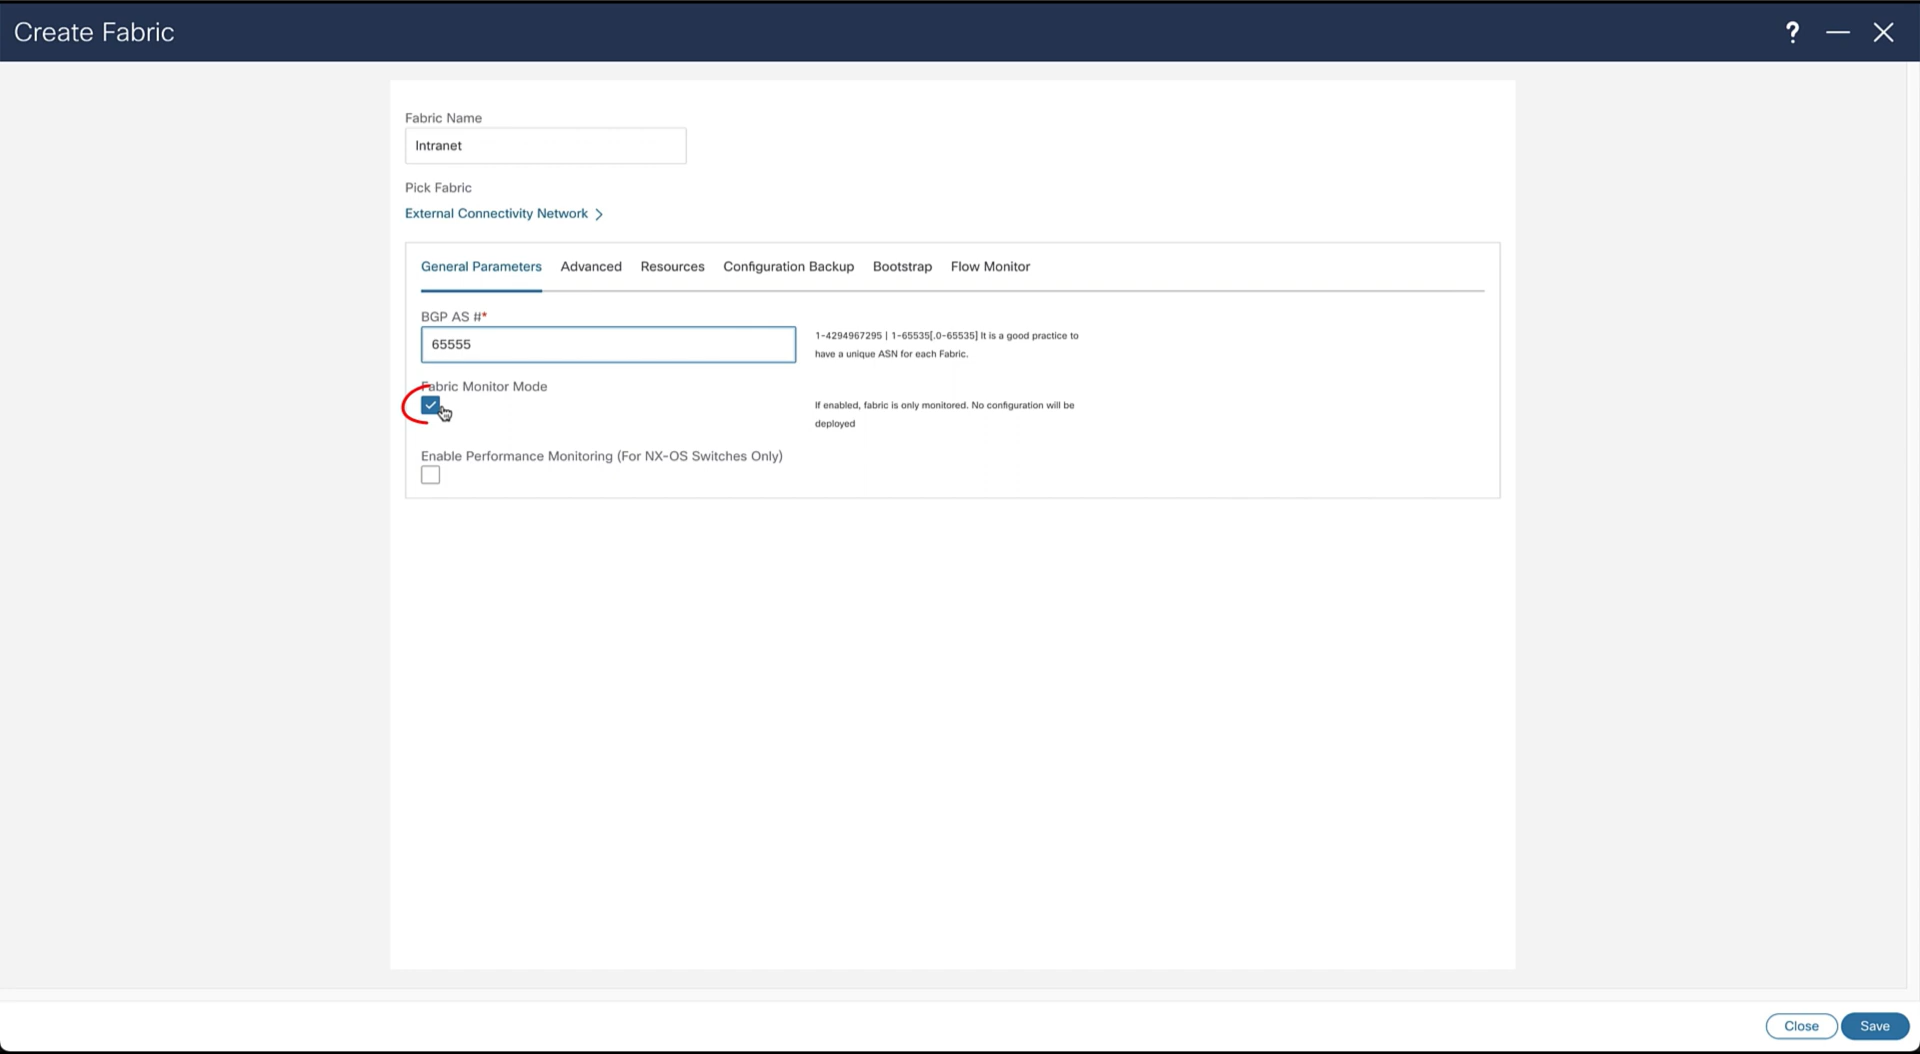 Create Fabric
?
Fabric Name
Intranet
Pick Fabric
External Connectivity Network >
General Parameters Advanced Resources Configuration Backup Bootstrap Flow Monitor
BGP AS #*
65555
1-4294967295 | 1-65535[.0-65535] It is a good practice to
have a unique ASN for each Fabric.
Fabric Monitor Mode
If enabled, fabric is only monitored. No configuration will be
deployed
Enable Performance Monitoring (For NX-OS Switches Only)
Close Save